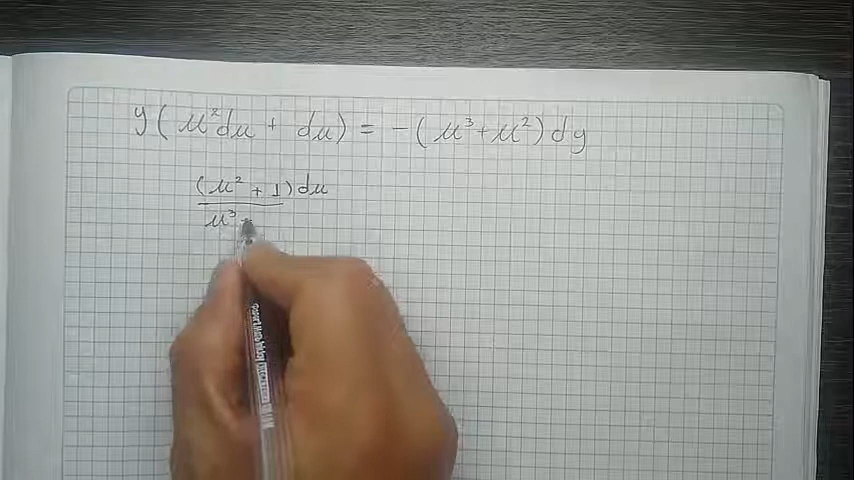 y(u²du + du) = -(u³+u²)dy
(u²+1)du
u³